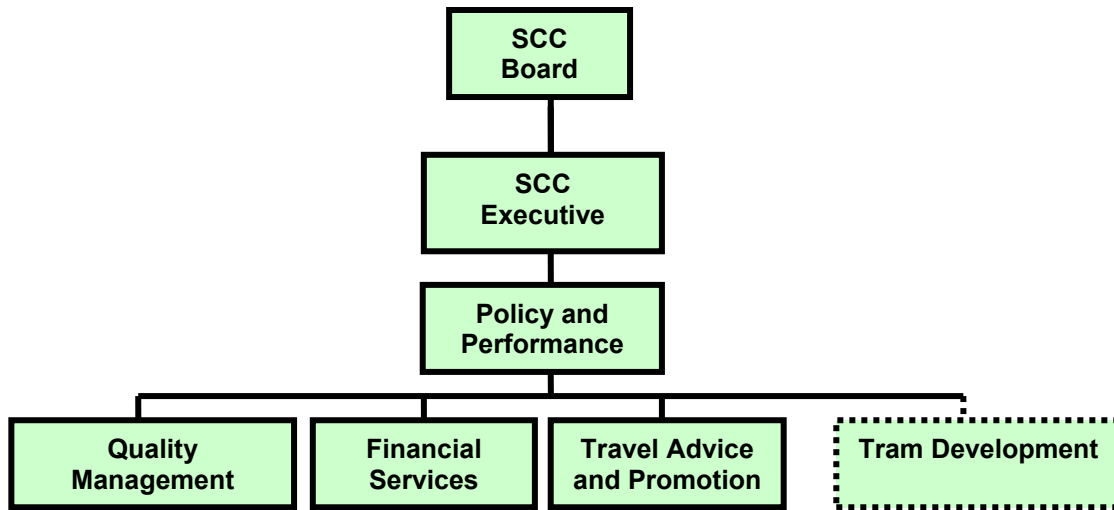 SCC
Board
SCC
Executive
Policy and
Performance
Quality
Management
Financial
Services
Travel Advice
and Promotion
Tram Development